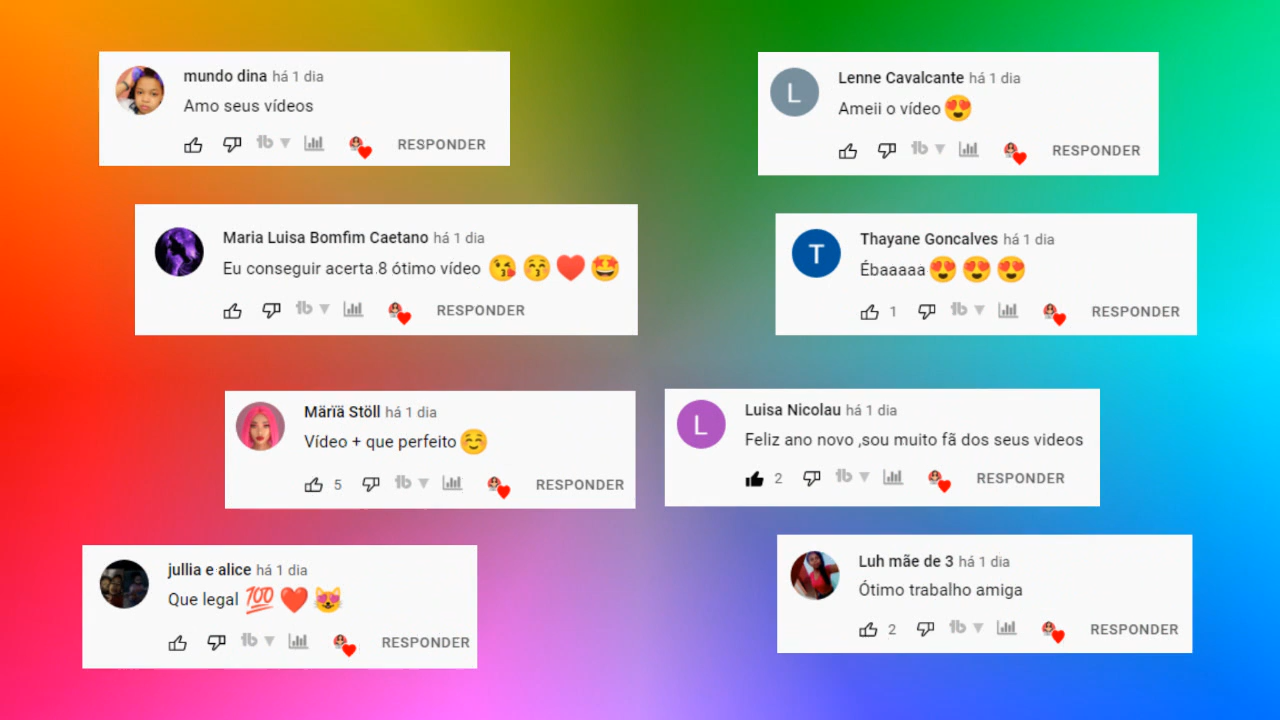 mundo dina há 1 dia
Amo seus vídeos
RESPONDER
Maria Luisa Bomfim Caetano há 1 dia
Eu conseguir acerta 8 ótimo vídeo 😘 😚 ♥️ 🤩
RESPONDER
Märïä Stöll há 1 dia
Vídeo + que perfeito ☺️
5 RESPONDER
jullia e alice há 1 dia
Que legal 💯 ❤️ 😻
RESPONDER
L
Lenne Cavalcante há 1 dia
Ameii o vídeo 😍
RESPONDER
T
Thayane Goncalves há 1 dia
Ébaaaaa 😍 😍 😍
1 RESPONDER
L
Luisa Nicolau há 1 dia
Feliz ano novo ,sou muito fã dos seus videos
2 RESPONDER
Luh mãe de 3 há 1 dia
Ótimo trabalho amiga
2 RESPONDER